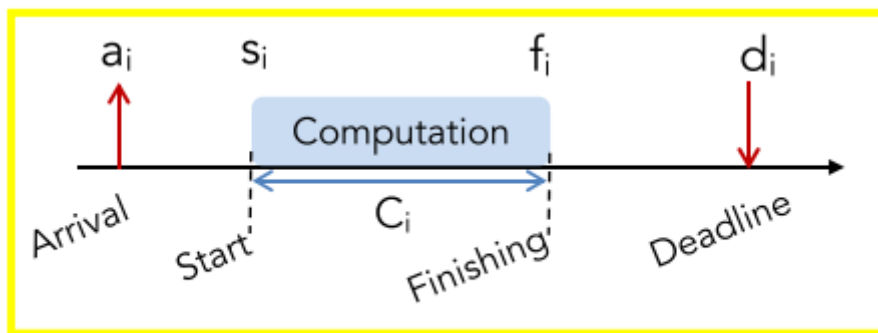 aᵢ sᵢ fᵢ dᵢ
Computation
Cᵢ
Arrival Start Finishing Deadline